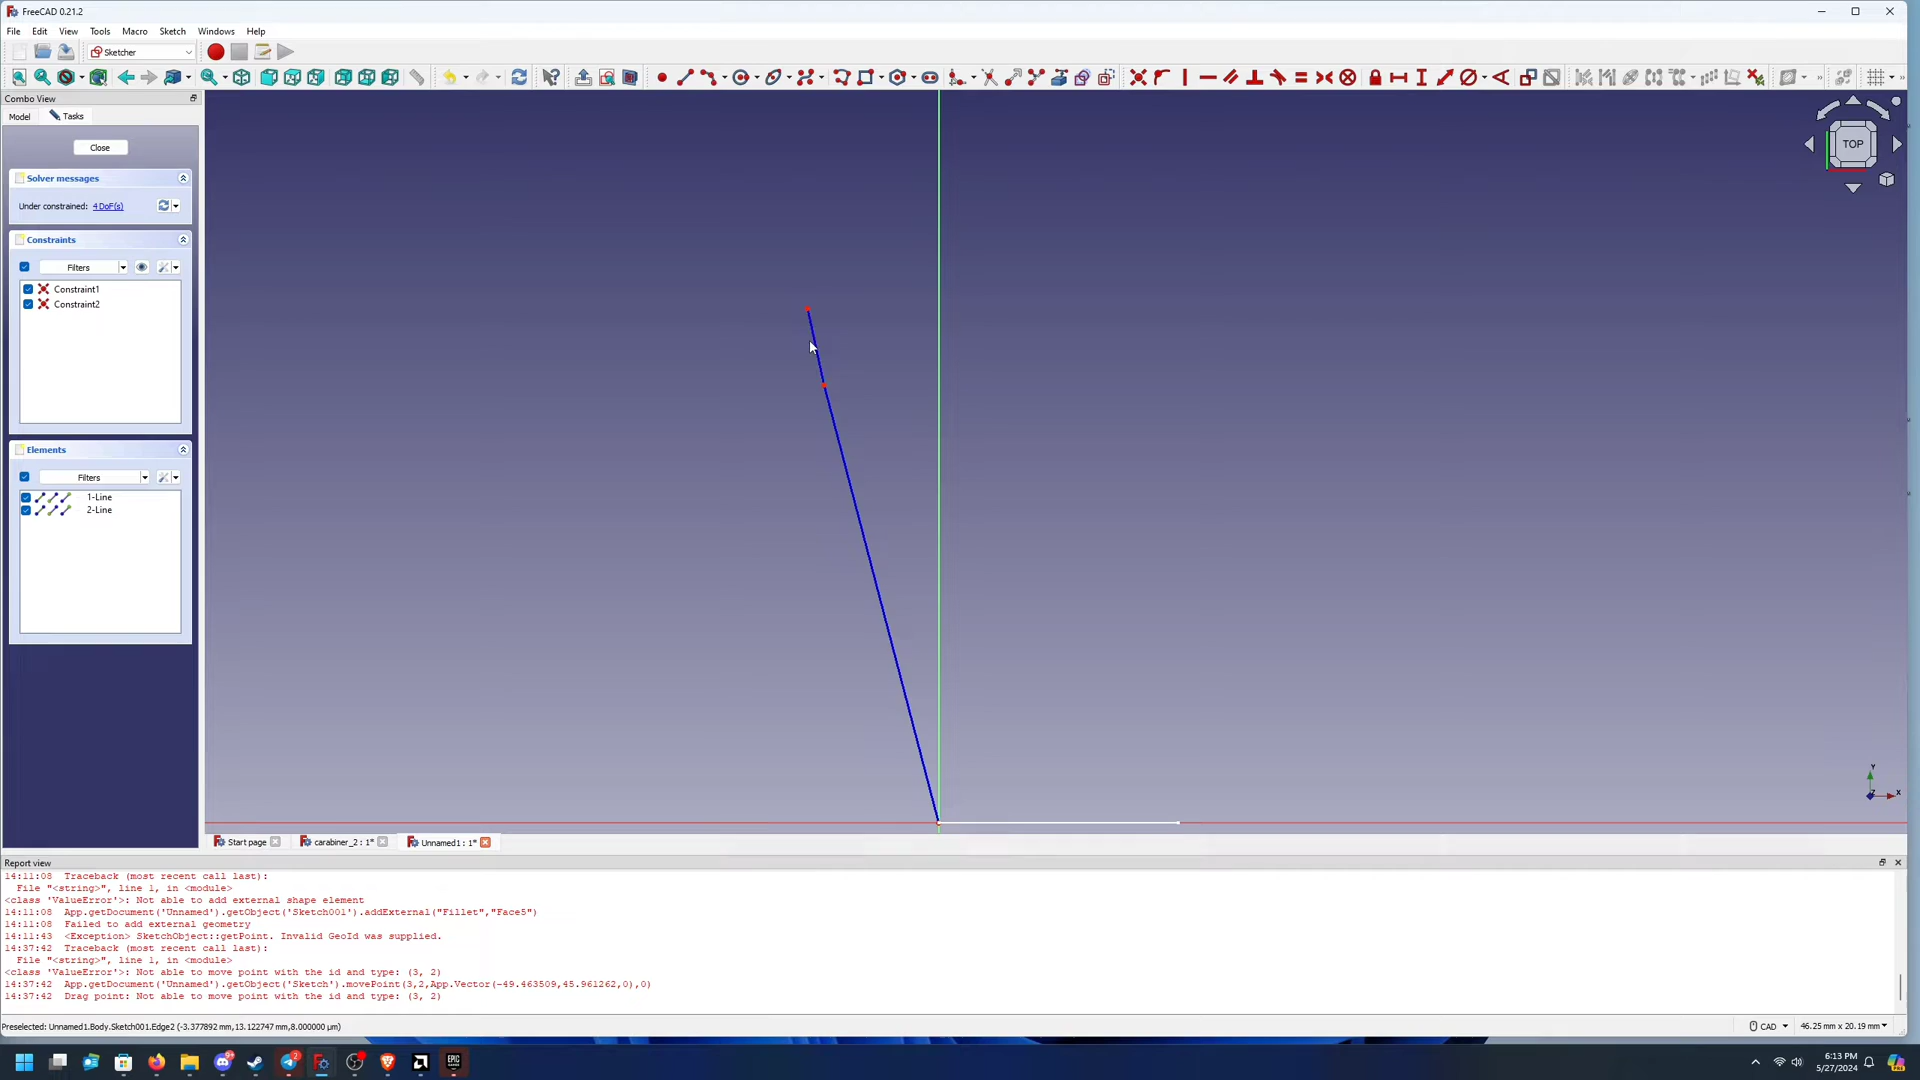 FreeCAD 0.21.2
File Edit View Tools Macro Sketch Windows Help
Sketcher
Combo View
Model Tasks
Close
Solver messages
Under constrained: 4 DoF(s)
Constraints
Filters
Constraint1
Constraint2
Elements
Filters
1-Line
2-Line
TOP
Y
Z X
Start page carabiner_2 : 1* Unnamed1 : 1*
Report view
14:11:08 Traceback (most recent call last):
File "<string>", line 1, in <module>
<class 'ValueError'>: Not able to add external shape element
14:11:08 App.getDocument('Unnamed').getObject('Sketch001').addExternal("Fillet","Face5")
14:11:08 Failed to add external geometry
14:11:43 <Exception> SketchObject::getPoint. Invalid GeoId was supplied.
14:37:42 Traceback (most recent call last):
File "<string>", line 1, in <module>
<class 'ValueError'>: Not able to move point with the id and type: (3, 2)
14:37:42 App.getDocument('Unnamed').getObject('Sketch').movePoint(3,2,App.Vector(-49.463509,45.961262,0),0)
14:37:42 Drag point: Not able to move point with the id and type: (3, 2)
Preselected: Unnamed1.Body.Sketch001.Edge2 (-3.377892 mm,13.122747 mm,8.000000 µm)
CAD 46.25 mm x 20.19 mm
EPIC
6:13 PM
5/27/2024